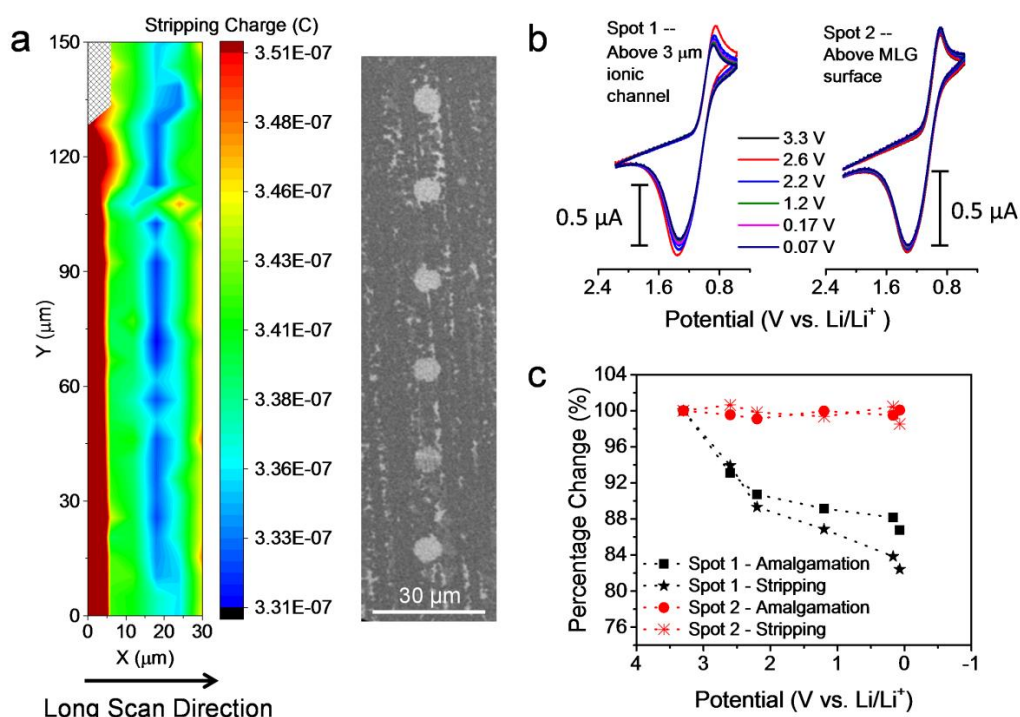 a
Stripping Charge (C)
150
120
90
60
30
0
Y (μm)
0 10 20 30
X (μm)
Long Scan Direction
3.51E-07
3.48E-07
3.46E-07
3.43E-07
3.41E-07
3.38E-07
3.36E-07
3.33E-07
3.31E-07
30 μm
b
Spot 1 --
Above 3 μm
ionic
channel
Spot 2 --
Above MLG
surface
3.3 V
2.6 V
2.2 V
1.2 V
0.17 V
0.07 V
0.5 μA
0.5 μA
2.4 1.6 0.8
2.4 1.6 0.8
Potential (V vs. Li/Li⁺ )
c
104
100
96
92
88
84
80
76
Percentage Change (%)
Spot 1 - Amalgamation
Spot 1 - Stripping
Spot 2 - Amalgamation
Spot 2 - Stripping
4 3 2 1 0 -1
Potential (V vs. Li/Li⁺)